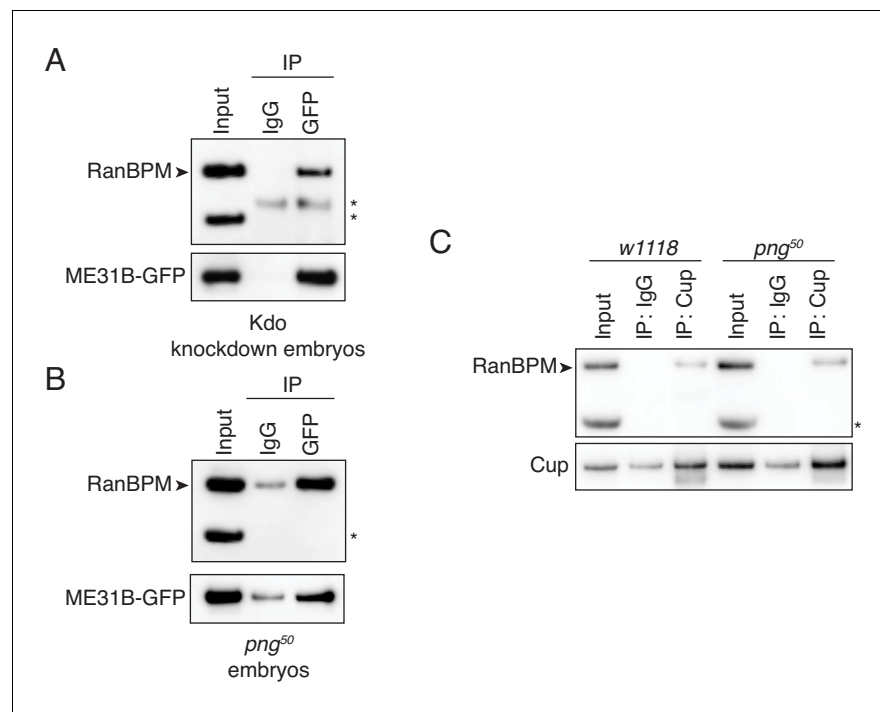 A
IP
Input
IgG
GFP
RanBPM
*
*
ME31B-GFP
Kdo
knockdown embryos
B
IP
Input
IgG
GFP
RanBPM
*
ME31B-GFP
png⁵⁰
embryos
C
w1118 png⁵⁰
Input
IP: IgG
IP: Cup
Input
IP: IgG
IP: Cup
RanBPM
*
Cup